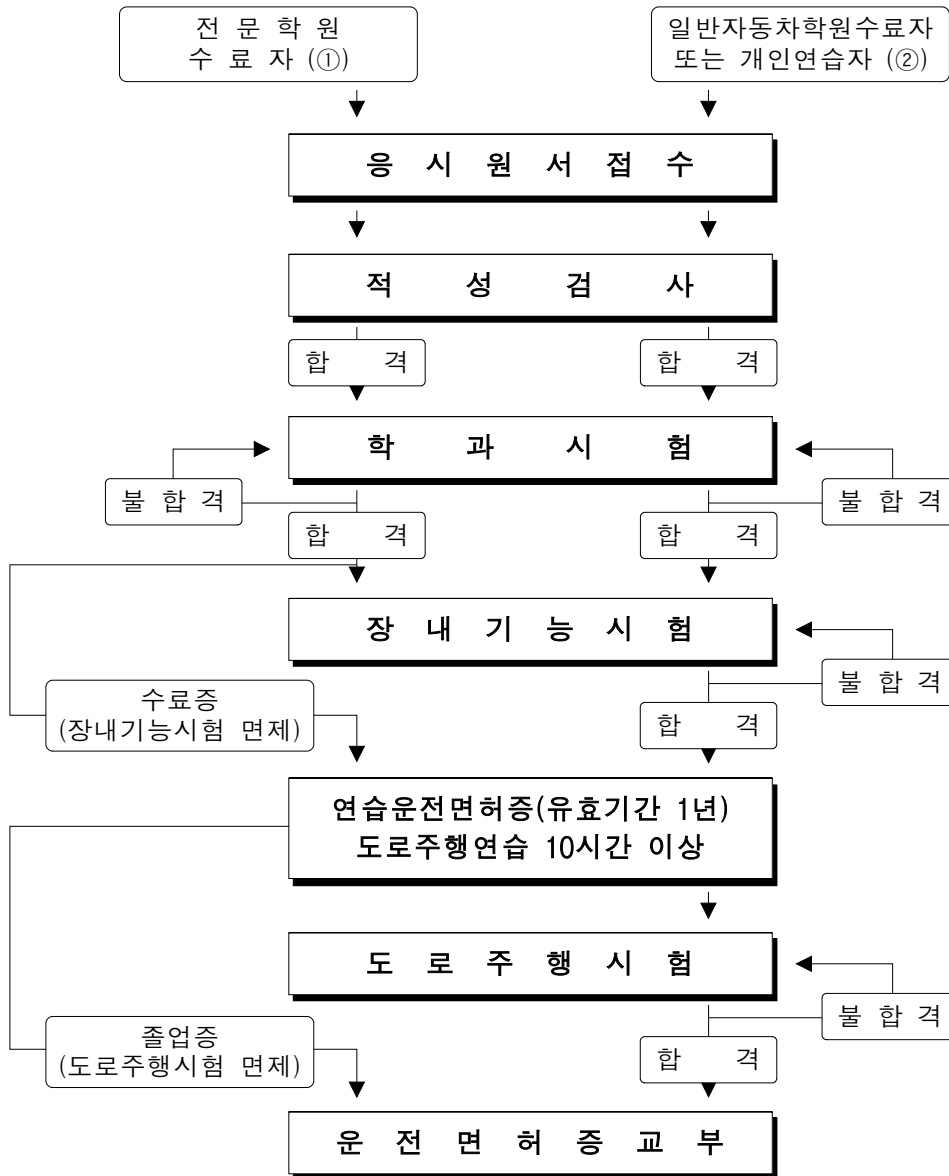 전 문 학 원
수 료 자 (①)
일반자동차학원수료자
또는 개인연습자 (②)
응 시 원 서 접 수
적 성 검 사
합 격
합 격
학 과 시 험
불 합 격
불 합 격
합 격
합 격
장 내 기 능 시 험
불 합 격
수료증
(장내기능시험 면제)
합 격
연습운전면허증(유효기간 1년)
도로주행연습 10시간 이상
도 로 주 행 시 험
불 합 격
졸업증
(도로주행시험 면제)
합 격
운 전 면 허 증 교 부